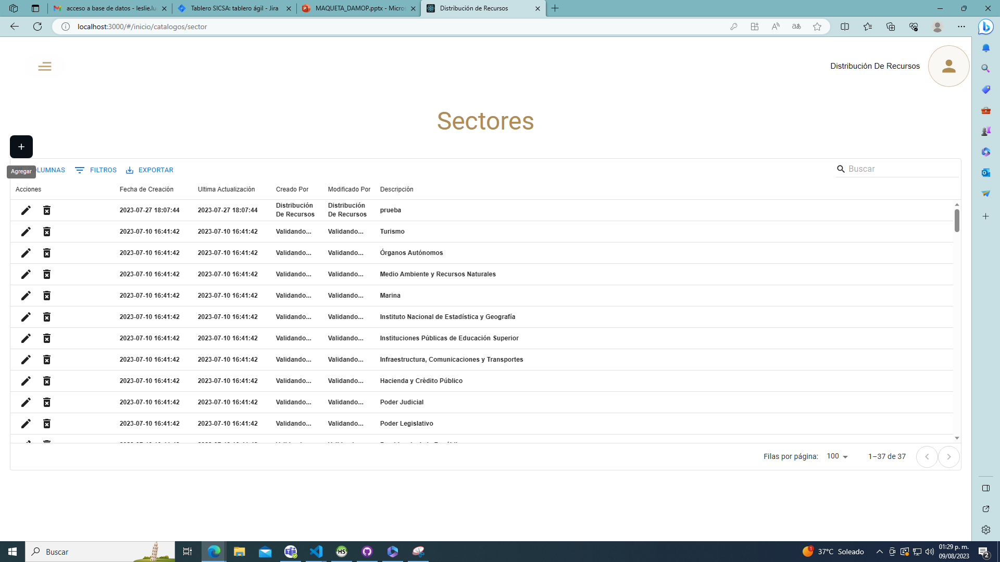 acceso a base de datos - leslie.lu
Tablero SICSA: tablero ágil - Jira
MAQUETA_DAMOP.pptx - Micros
Distribución de Recursos
localhost:3000/#/inicio/catalogos/sector
Distribución De Recursos
Sectores
Agregar
LUMNAS
FILTROS
EXPORTAR
Buscar
Acciones Fecha de Creación Ultima Actualización Creado Por Modificado Por Descripción
2023-07-27 18:07:44 2023-07-27 18:07:44 Distribución De Recursos Distribución De Recursos prueba
2023-07-10 16:41:42 2023-07-10 16:41:42 Validando... Validando... Turismo
2023-07-10 16:41:42 2023-07-10 16:41:42 Validando... Validando... Órganos Autónomos
2023-07-10 16:41:42 2023-07-10 16:41:42 Validando... Validando... Medio Ambiente y Recursos Naturales
2023-07-10 16:41:42 2023-07-10 16:41:42 Validando... Validando... Marina
2023-07-10 16:41:42 2023-07-10 16:41:42 Validando... Validando... Instituto Nacional de Estadística y Geografía
2023-07-10 16:41:42 2023-07-10 16:41:42 Validando... Validando... Instituciones Públicas de Educación Superior
2023-07-10 16:41:42 2023-07-10 16:41:42 Validando... Validando... Infraestructura, Comunicaciones y Transportes
2023-07-10 16:41:42 2023-07-10 16:41:42 Validando... Validando... Hacienda y Crédito Público
2023-07-10 16:41:42 2023-07-10 16:41:42 Validando... Validando... Poder Judicial
2023-07-10 16:41:42 2023-07-10 16:41:42 Validando... Validando... Poder Legislativo
Filas por página: 100 1–37 de 37
Buscar
37°C Soleado
01:29 p. m.
09/08/2023
2